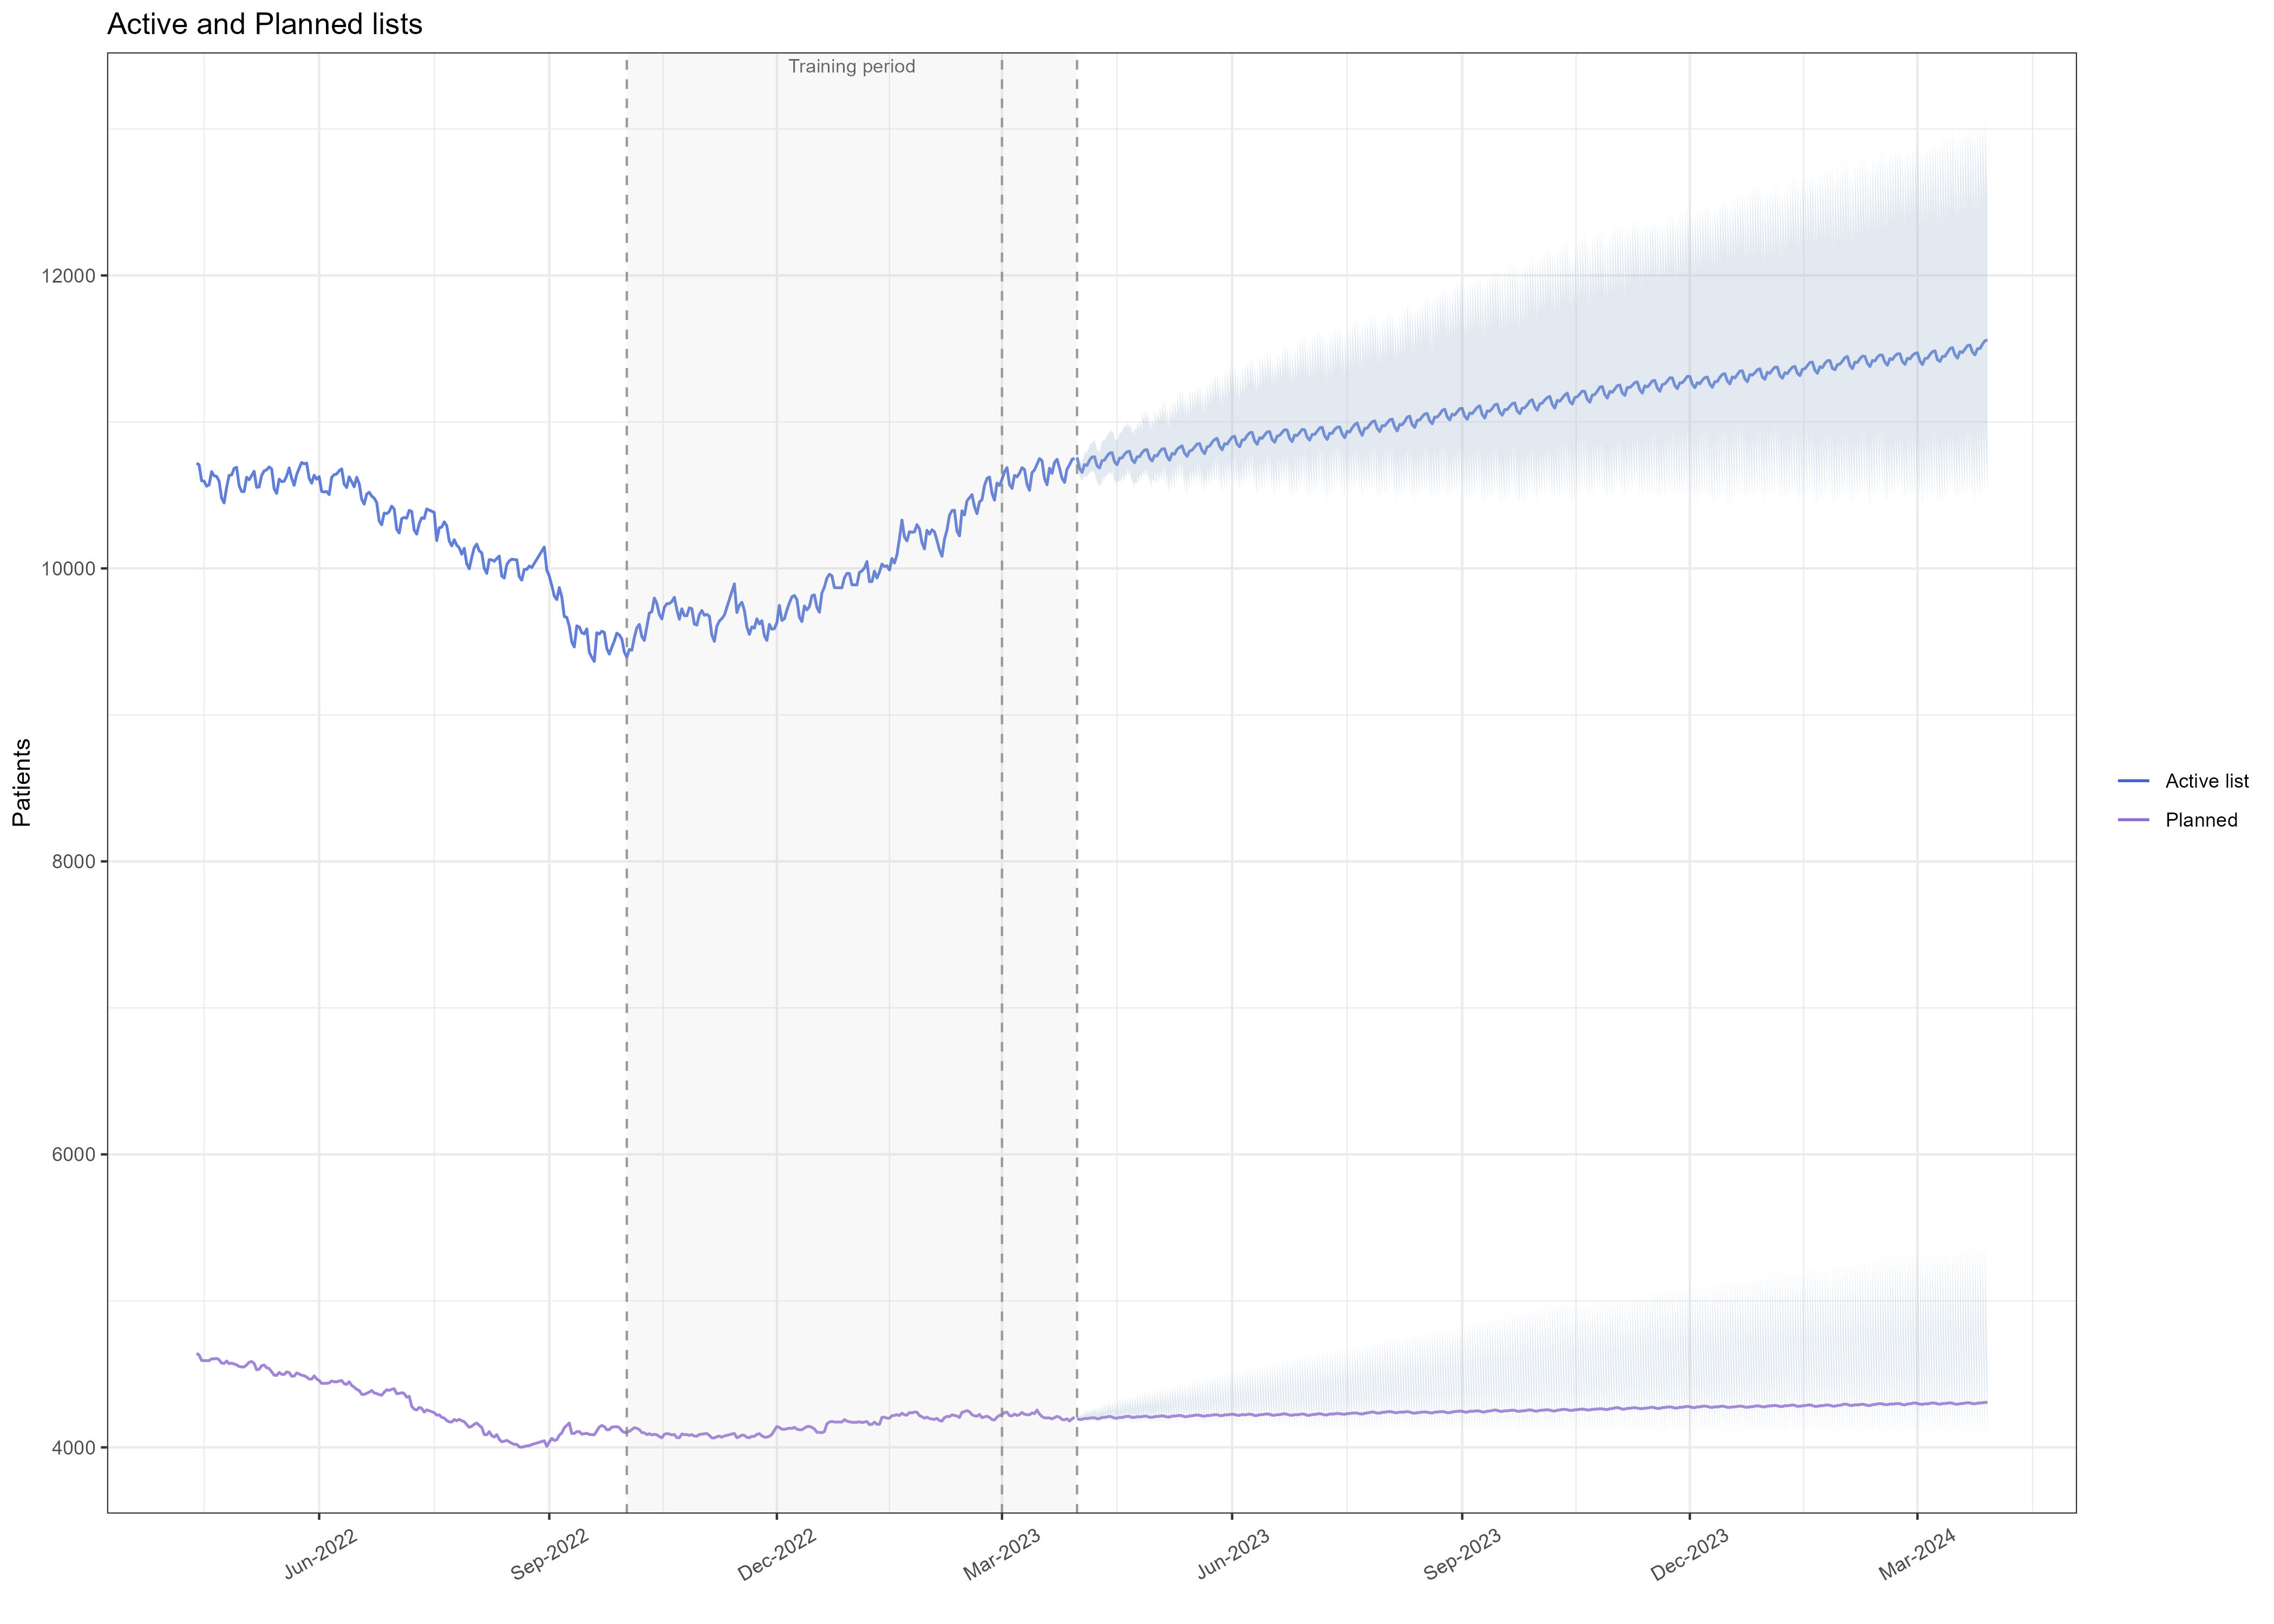 Active and Planned lists
Training period
12000
10000
8000
6000
4000
Patients
Jun-2022
Sep-2022
Dec-2022
Mar-2023
Jun-2023
Sep-2023
Dec-2023
Mar-2024
Active list
Planned